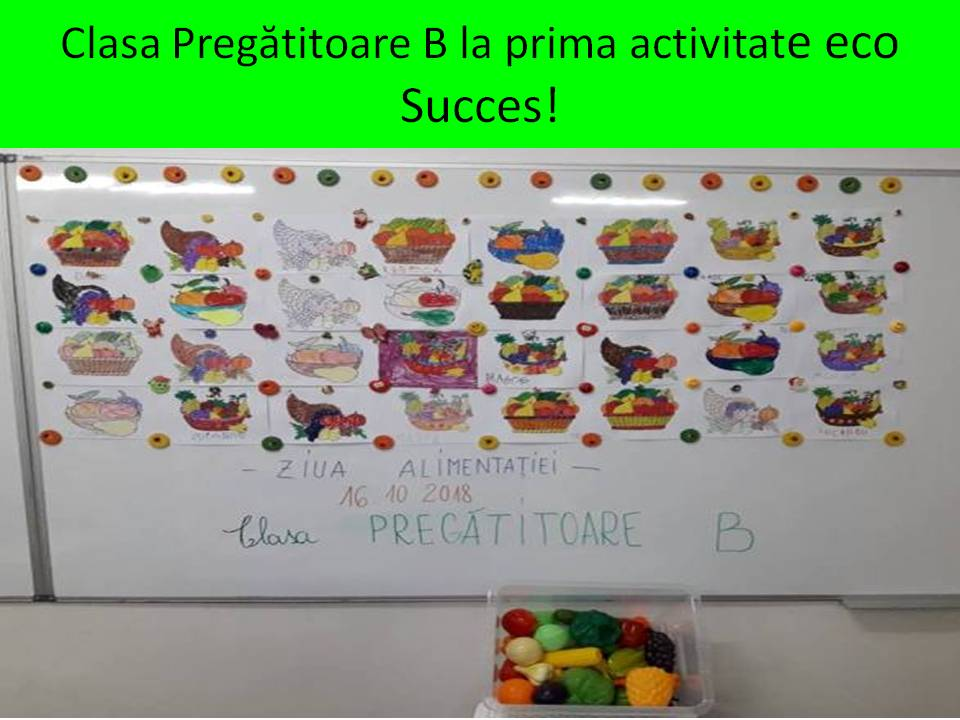 Clasa Pregătitoare B la prima activitate eco
Succes!
- ZIUA ALIMENTAȚIEI -
16 10 2018
Clasa PREGĂTITOARE B